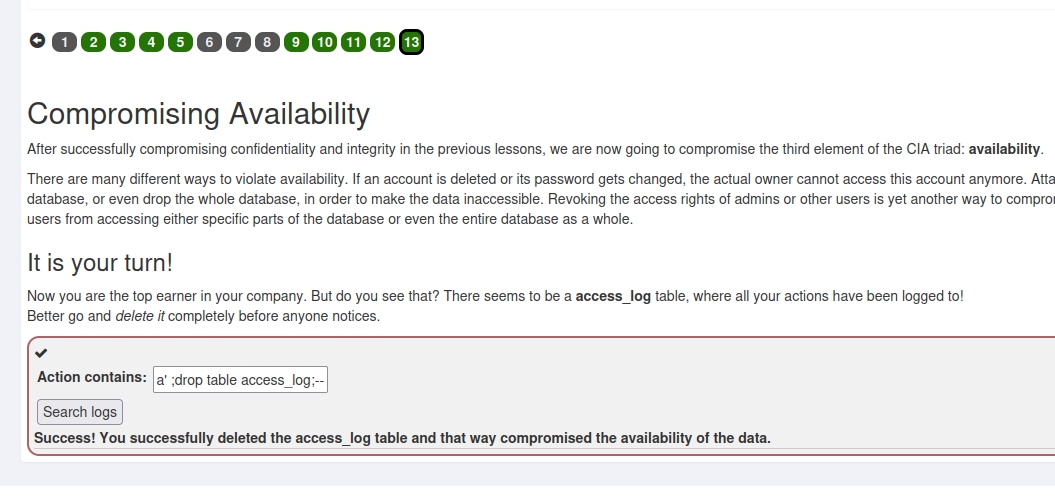 1 2 3 4 5 6 7 8 9 10 11 12 13
Compromising Availability
After successfully compromising confidentiality and integrity in the previous lessons, we are now going to compromise the third element of the CIA triad: availability.
There are many different ways to violate availability. If an account is deleted or its password gets changed, the actual owner cannot access this account anymore.
database, or even drop the whole database, in order to make the data inaccessible. Revoking the access rights of admins or other users is yet another way to
users from accessing either specific parts of the database or even the entire database as a whole.
It is your turn!
Now you are the top earner in your company. But do you see that? There seems to be a access_log table, where all your actions have been logged to!
Better go and delete it completely before anyone notices.
Action contains: a' ;drop table access_log;--
Search logs
Success! You successfully deleted the access_log table and that way compromised the availability of the data.